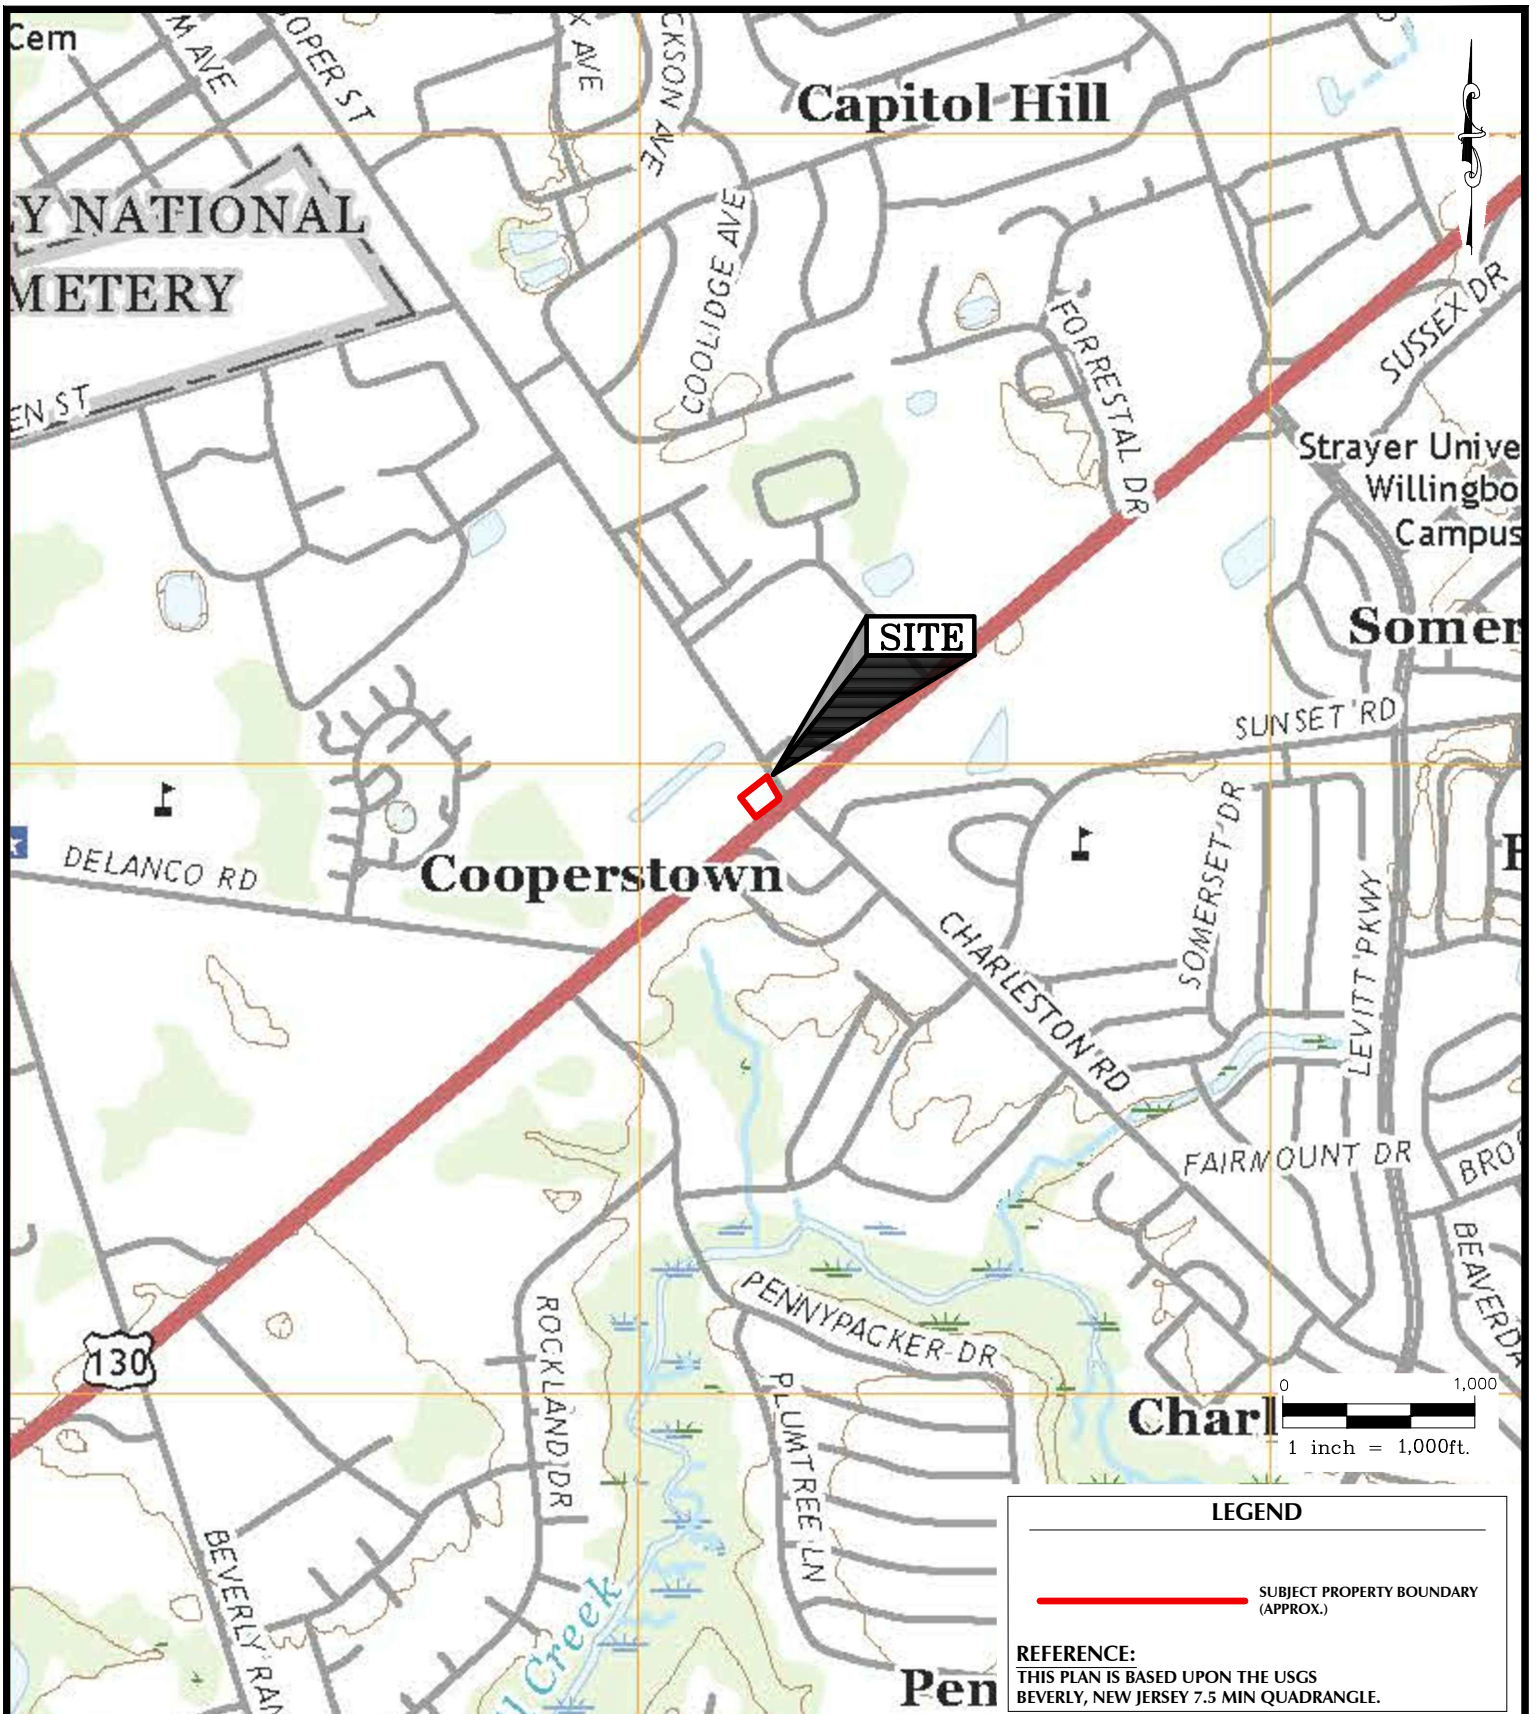 Cem
M AVE
OOPER ST
X AVE
CKSON AVE
Capitol Hill
Y NATIONAL
METERY
COOLIDGE AVE
FORRESTAL DR
SUSSEX DR
EN ST
Strayer Unive
Willingbo
Campus
SITE
Somer
SUNSET RD
DELANCO RD
Cooperstown
SOMERSET DR
LEVITT PKWY
CHARLESTON RD
FAIRMOUNT DR
BRO
BEAVERDA
PENNYPACKER DR
ROCKLAND DR
130
PLUMTREE LN
Charl
0 1,000
1 inch = 1,000ft.
BEVERLY RAN
l Creek
Pen
LEGEND
SUBJECT PROPERTY BOUNDARY
(APPROX.)
REFERENCE:
THIS PLAN IS BASED UPON THE USGS
BEVERLY, NEW JERSEY 7.5 MIN QUADRANGLE.